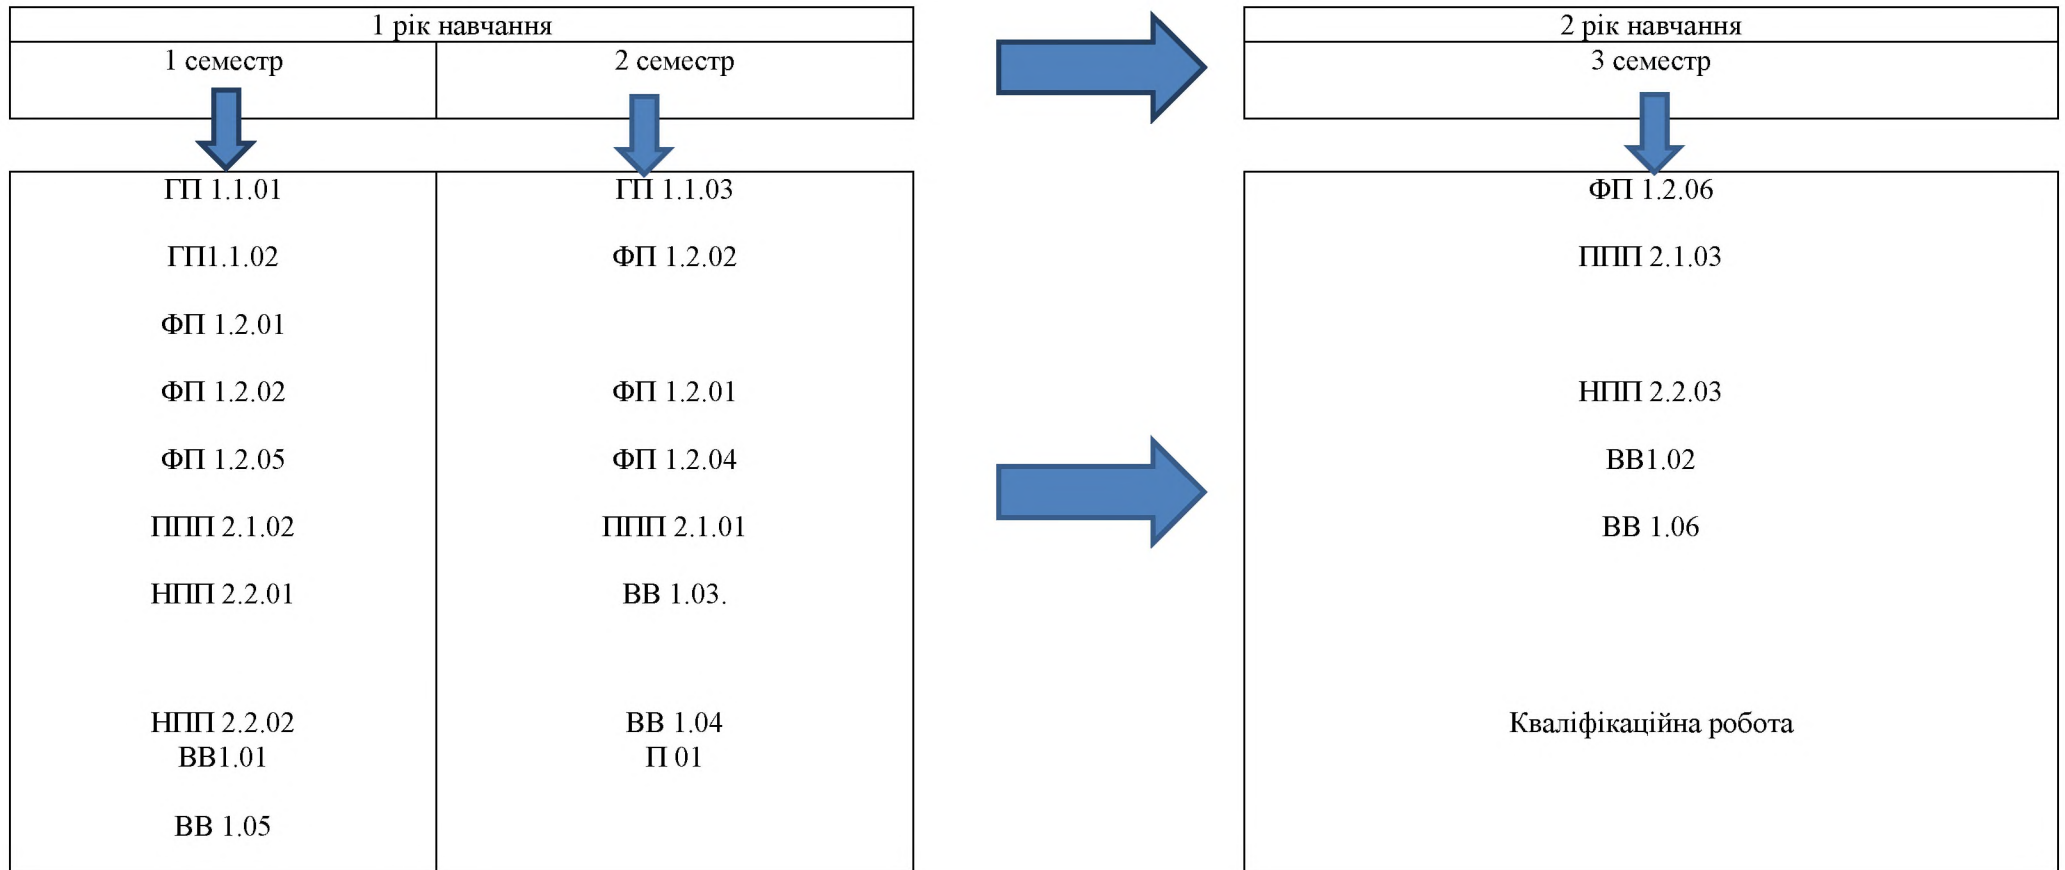 1 рік навчання
1 семестр
2 семестр
ГП 1.1.01
ГП1.1.02
ФП 1.2.01
ФП 1.2.02
ФП 1.2.05
ППП 2.1.02
НПП 2.2.01
НПП 2.2.02
ВВ1.01
ВВ 1.05
ГП 1.1.03
ФП 1.2.02
ФП 1.2.01
ФП 1.2.04
ППП 2.1.01
ВВ 1.03.
ВВ 1.04
П 01
2 рік навчання
3 семестр
ФП 1.2.06
ППП 2.1.03
НПП 2.2.03
ВВ1.02
ВВ 1.06
Кваліфікаційна робота